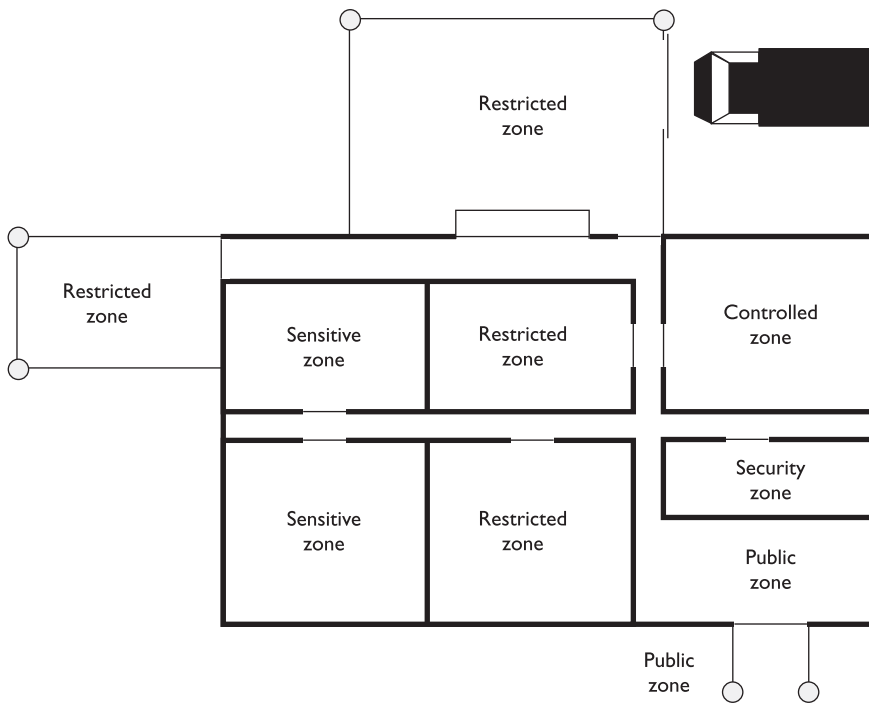 Restricted
zone
Restricted
zone
Sensitive
zone
Restricted
zone
Controlled
zone
Sensitive
zone
Restricted
zone
Security
zone
Public
zone
Public
zone